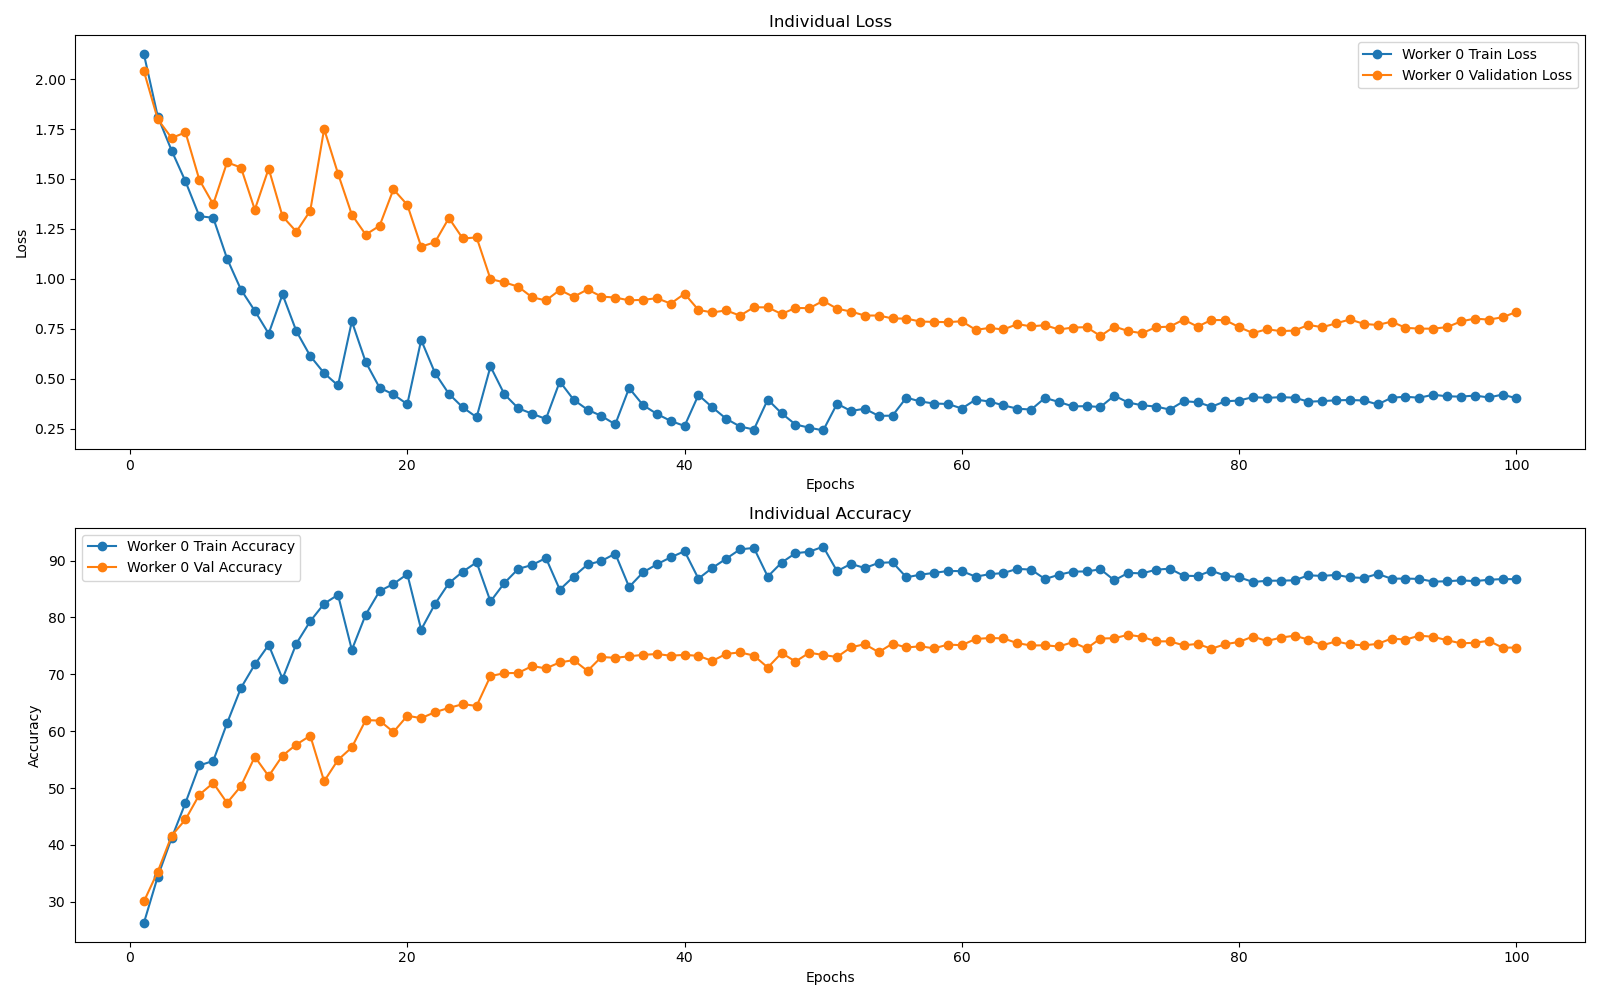 Individual Loss
Worker 0 Train Loss
Worker 0 Validation Loss
2.00
1.75
1.50
1.25
1.00
0.75
0.50
0.25
Loss
0 20 40 60 80 100
Epochs
Individual Accuracy
Worker 0 Train Accuracy
Worker 0 Val Accuracy
90
80
70
60
50
40
30
Accuracy
0 20 40 60 80 100
Epochs